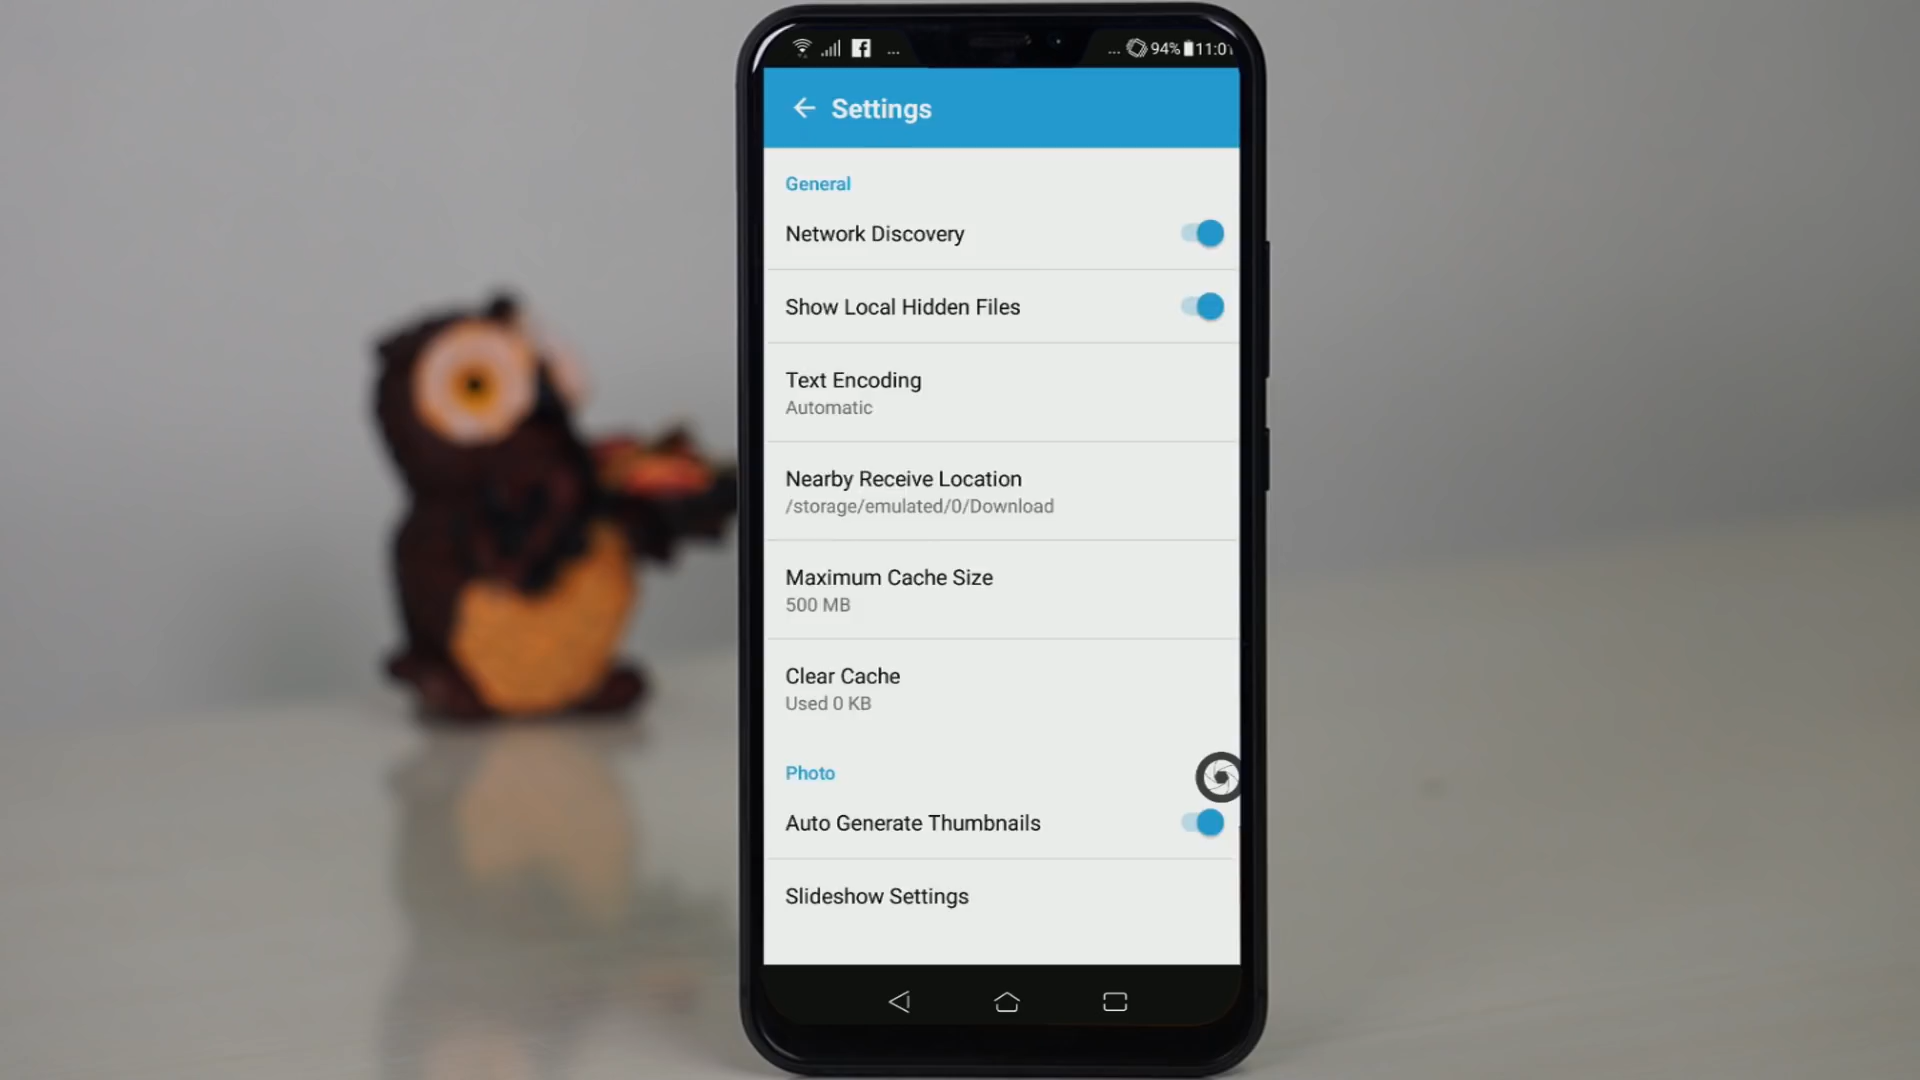 ... ... 94% 11:01
Settings
General
Network Discovery
Show Local Hidden Files
Text Encoding
Automatic
Nearby Receive Location
/storage/emulated/0/Download
Maximum Cache Size
500 MB
Clear Cache
Used 0 KB
Photo
Auto Generate Thumbnails
Slideshow Settings